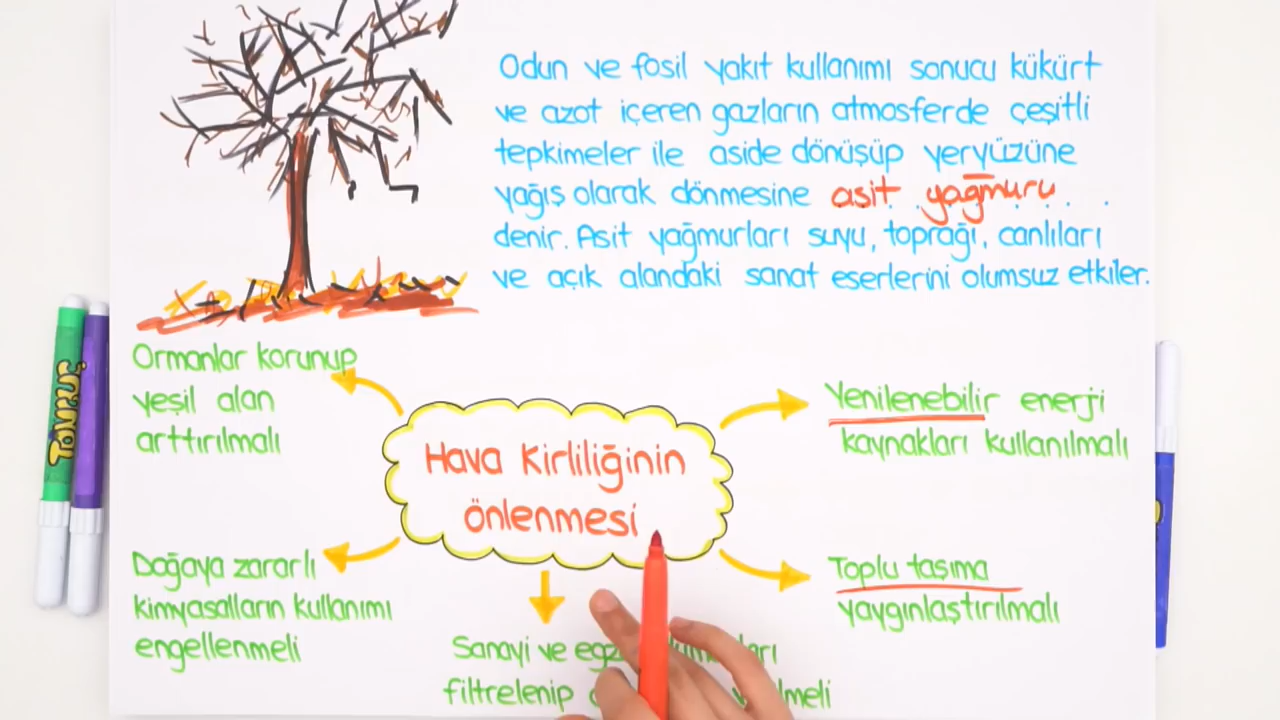 Odun ve fosil yakıt kullanımı sonucu kükürt
ve azot içeren gazların atmosferde çeşitli
tepkimeler ile aside dönüşüp yeryüzüne
yağış olarak dönmesine asit yağmuru
denir. Asit yağmurları suyu, toprağı, canlıları
ve açık alandaki sanat eserlerini olumsuz etkiler.
Ormanlar korunup
yeşil alan
arttırılmalı
Hava Kirliliğinin
önlenmesi
Yenilenebilir enerji
kaynakları kullanılmalı
Doğaya zararlı
kimyasalların kullanımı
engellenmeli
Toplu taşıma
yaygınlaştırılmalı
Sanayi ve
filtrelenip
TONRUI